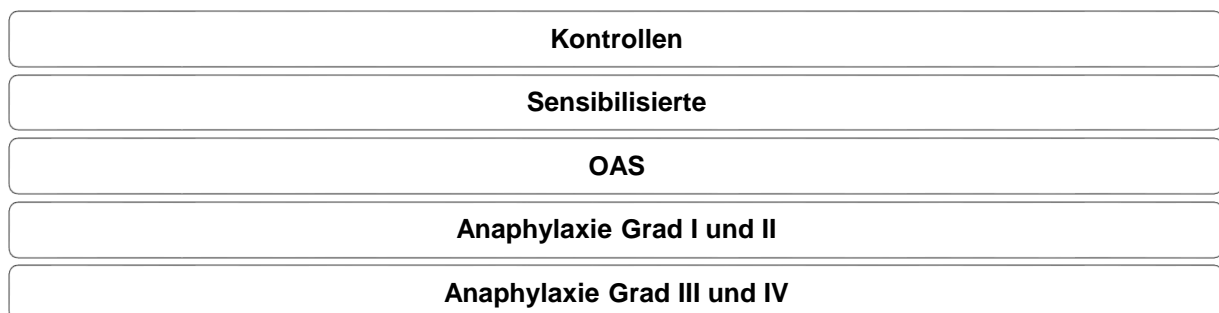 Kontrollen
Sensibilisierte
OAS
Anaphylaxie Grad I und II
Anaphylaxie Grad III und IV